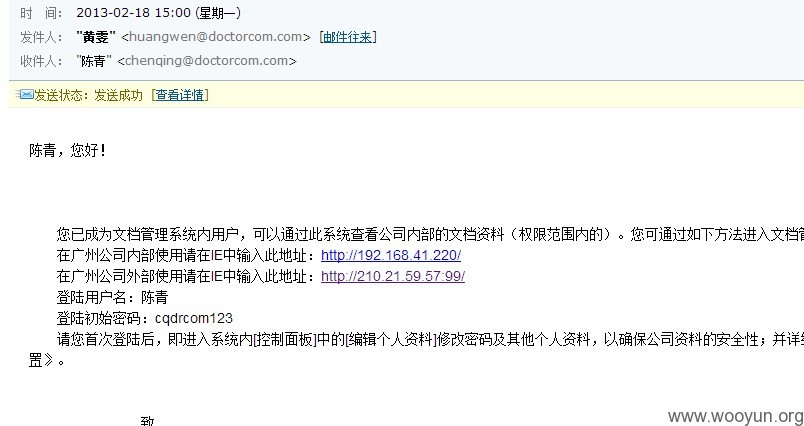 时 间： 2013-02-18 15:00 (星期一)
发件人： "黄雯" <huangwen@doctorcom.com> [邮件往来]
收件人： "陈青" <chenqing@doctorcom.com>
发送状态：发送成功 [查看详情]
陈青，您好！
您已成为文档管理系统内用户，可以通过此系统查看公司内部的文档资料（权限范围内的）。您可通过如下方法进入文档管
在广州公司内部使用请在IE中输入此地址：http://192.168.41.220/
在广州公司外部使用请在IE中输入此地址：http://210.21.59.57:99/
登陆用户名：陈青
登陆初始密码：cqdrcom123
请您首次登陆后，即进入系统内[控制面板]中的[编辑个人资料]修改密码及其他个人资料，以确保公司资料的安全性；并详细
置》。
致
www.wooyun.org